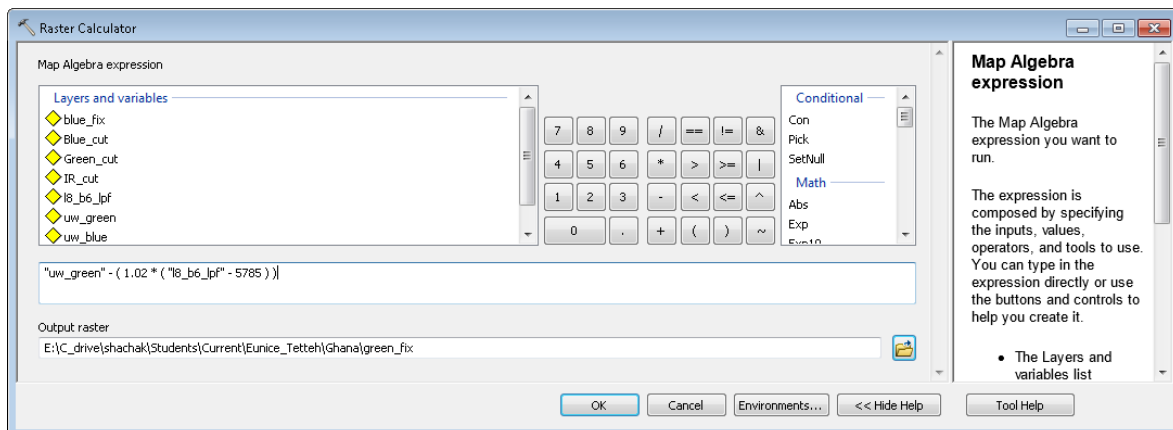 Raster Calculator
Map Algebra expression
Layers and variables
blue_fix
Blue_cut
Green_cut
IR_cut
l8_b6_lpf
uw_green
uw_blue
7 8 9 / == != &
4 5 6 * > >= |
1 2 3 - < <= ^
0 . + ( ) ~
Conditional
Con
Pick
SetNull
Math
Abs
Exp
Exp10
"uw_green" - ( 1.02 * ( "l8_b6_lpf" - 5785 ) )
Output raster
E:\C_drive\shachak\Students\Current\Eunice_Tetteh\Ghana\green_fix
OK
Cancel
Environments...
<< Hide Help
Tool Help
Map Algebra
expression
The Map Algebra
expression you want to
run.
The expression is
composed by specifying
the inputs, values,
operators, and tools to use.
You can type in the
expression directly or use
the buttons and controls to
help you create it.
• The Layers and
variables list